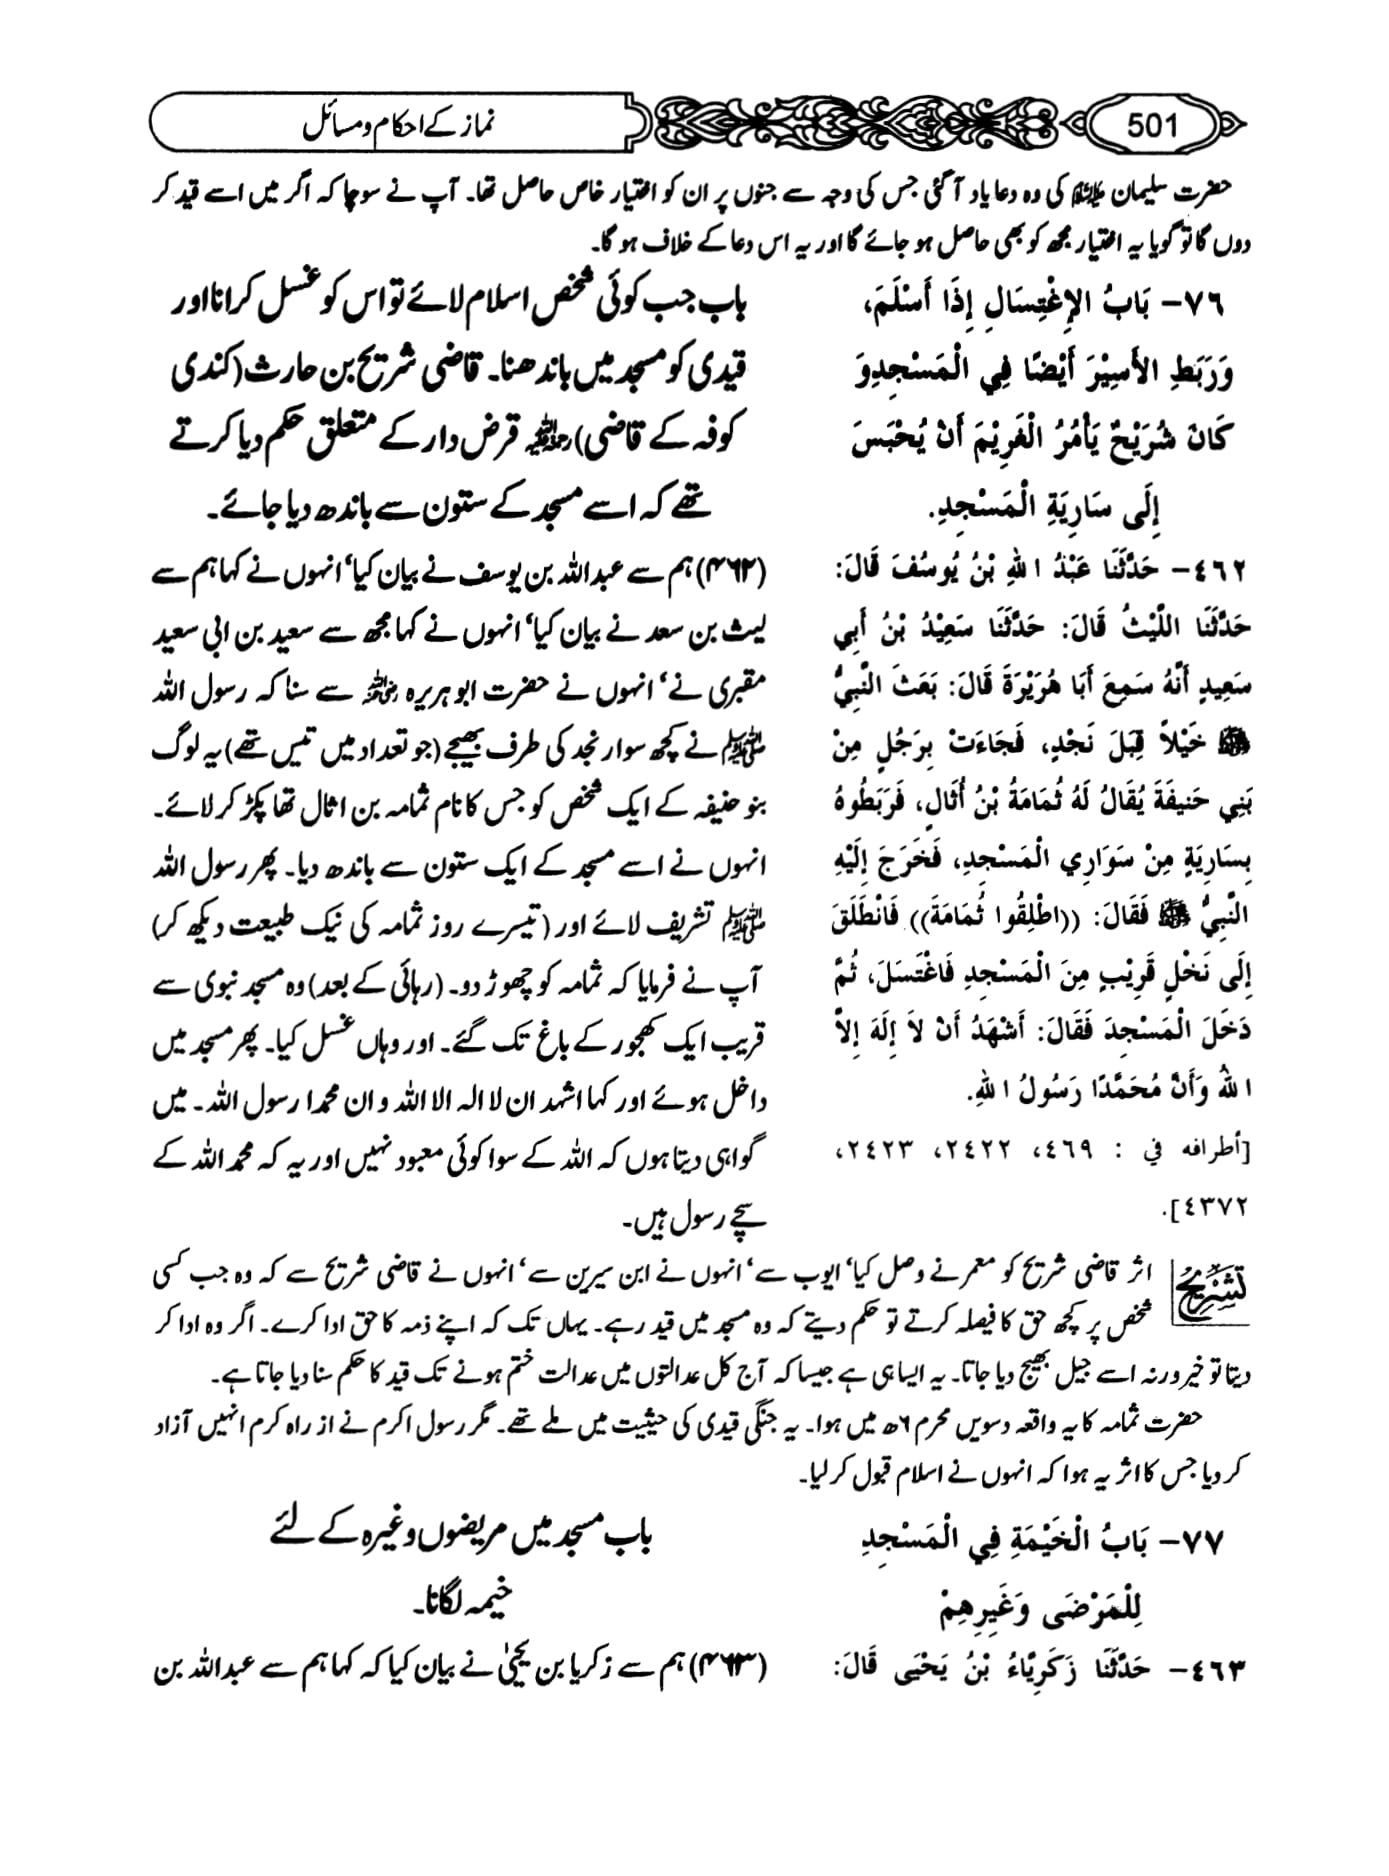 501
نماز کے احکام و مسائل
حضرت سلیمان علیہ السلام کی وہ دعا یاد آ گئی جس کی وجہ سے جنوں پر ان کو اختیار خاص حاصل تھا۔ آپ نے سوچا کہ اگر میں اسے قید کر
دوں گا تو گویا یہ اختیار مجھ کو بھی حاصل ہو جائے گا اور یہ اس دعا کے خلاف ہو گا۔
٧٦- بَابُ الإِغْتِسَالِ إِذَا أَسْلَمَ،
وَرَبَطِ الأَسِيْرَ أَيْضًا فِي الْمَسْجِدِوَ
كَانَ شُرَيْحٌ يَأْمُرُ الْغَرِيْمَ أَنْ يُحْبَسَ
إِلَى سَارِيَةِ الْمَسْجِدِ.
باب جب کوئی شخص اسلام لائے تو اس کو غسل کرانا اور
قیدی کو مسجد میں باندھنا۔ قاضی شریح بن حارث (کندی
کوفہ کے قاضی) رحمۃ اللہ علیہ قرض دار کے متعلق حکم دیا کرتے
تھے کہ اسے مسجد کے ستون سے باندھ دیا جائے۔
٤٦٢- حَدَّثَنَا عَبْدُ اللهِ بْنُ يُوسُفَ قَالَ:
حَدَّثَنَا اللَّيْثُ قَالَ: حَدَّثَنَا سَعِيْدُ بْنُ أَبِي
سَعِيدٍ أَنَّهُ سَمِعَ أَبَا هُرَيْرَةَ قَالَ: بَعَثَ النَّبِيُّ
ﷺ خَيْلاً قِبَلَ نَجْدٍ، فَجَاءَتْ بِرَجُلٍ مِنْ
بَنِي حَنيفَةَ يُقَالُ لَهُ ثُمَامَةُ بْنُ أُثَالٍ، فَرَبَطُوهُ
بِسَارِيَةٍ مِنْ سَوَارِي الْمَسْجِدِ، فَخَرَجَ إِلَيْهِ
النَّبِيُّ ﷺ فَقَالَ: ((اطْلِقُوا ثُمَامَةَ)) فَانْطَلَقَ
إِلَى نَخْلٍ قَرِيْبٍ مِنَ الْمَسْجِدِ فَاغْتَسَلَ، ثُمَّ
دَخَلَ الْمَسْجِدَ فَقَالَ: أَشْهَدُ أَنْ لاَ إِلَهَ إِلاَّ
اللهُ وَأَنَّ مُحَمَّدًا رَسُولُ اللهِ.
[أطرافه في : ٤٦٩، ٢٤٢٢، ٢٤٢٣،
٤٣٧٢].
(۴۶۲) ہم سے عبداللہ بن یوسف نے بیان کیا‘ انہوں نے کہا ہم سے
لیث بن سعد نے بیان کیا‘ انہوں نے کہا مجھ سے سعید بن ابی سعید
مقبری نے‘ انہوں نے حضرت ابو ہریرہ رضی اللہ عنہ سے سنا کہ رسول اللہ
ﷺ نے کچھ سوار نجد کی طرف بھیجے (جو تعداد میں تیس تھے) یہ لوگ
بنو حنیفہ کے ایک شخص کو جس کا نام ثمامہ بن اثال تھا پکڑ کر لائے۔
انہوں نے اسے مسجد کے ایک ستون سے باندھ دیا۔ پھر رسول اللہ
ﷺ تشریف لائے اور (تیسرے روز ثمامہ کی نیک طبیعت دیکھ کر)
آپ نے فرمایا کہ ثمامہ کو چھوڑ دو۔ (رہائی کے بعد) وہ مسجد نبوی سے
قریب ایک کھجور کے باغ تک گئے۔ اور وہاں غسل کیا۔ پھر مسجد میں
داخل ہوئے اور کہا اشہد ان لا الہ الا اللہ و ان محمدا رسول اللہ۔ میں
گواہی دیتا ہوں کہ اللہ کے سوا کوئی معبود نہیں اور یہ کہ محمد اللہ کے
سچے رسول ہیں۔
تشریح
اثر قاضی شریح کو معمر نے وصل کیا‘ ایوب سے‘ انہوں نے ابن سیرین سے‘ انہوں نے قاضی شریح سے کہ وہ جب کسی
شخص پر کچھ حق کا فیصلہ کرتے تو حکم دیتے کہ وہ مسجد میں قید رہے۔ یہاں تک کہ اپنے ذمہ کا حق ادا کرے۔ اگر وہ ادا کر
دیتا تو خیر ورنہ اسے جیل بھیج دیا جاتا۔ یہ ایسا ہی ہے جیسا کہ آج کل عدالتوں میں عدالت ختم ہونے تک قید کا حکم سنا دیا جاتا ہے۔
حضرت ثمامہ کا یہ واقعہ دسویں محرم ۶ھ میں ہوا۔ یہ جنگی قیدی کی حیثیت میں ملے تھے۔ مگر رسول اکرم نے از راہ کرم انہیں آزاد
کر دیا جس کا اثر یہ ہوا کہ انہوں نے اسلام قبول کر لیا۔
٧٧- بَابُ الْخَيْمَةِ فِي الْمَسْجِدِ
لِلْمَرْضَى وَغَيرِهِمْ
باب مسجد میں مریضوں وغیرہ کے لئے
خیمہ لگانا۔
٤٦٣- حَدَّثَنَا زَكَرِيَّاءُ بْنُ يَحْيَى قَالَ:
(۴۶۳) ہم سے زکریا بن یحییٰ نے بیان کیا کہ کہا ہم سے عبداللہ بن